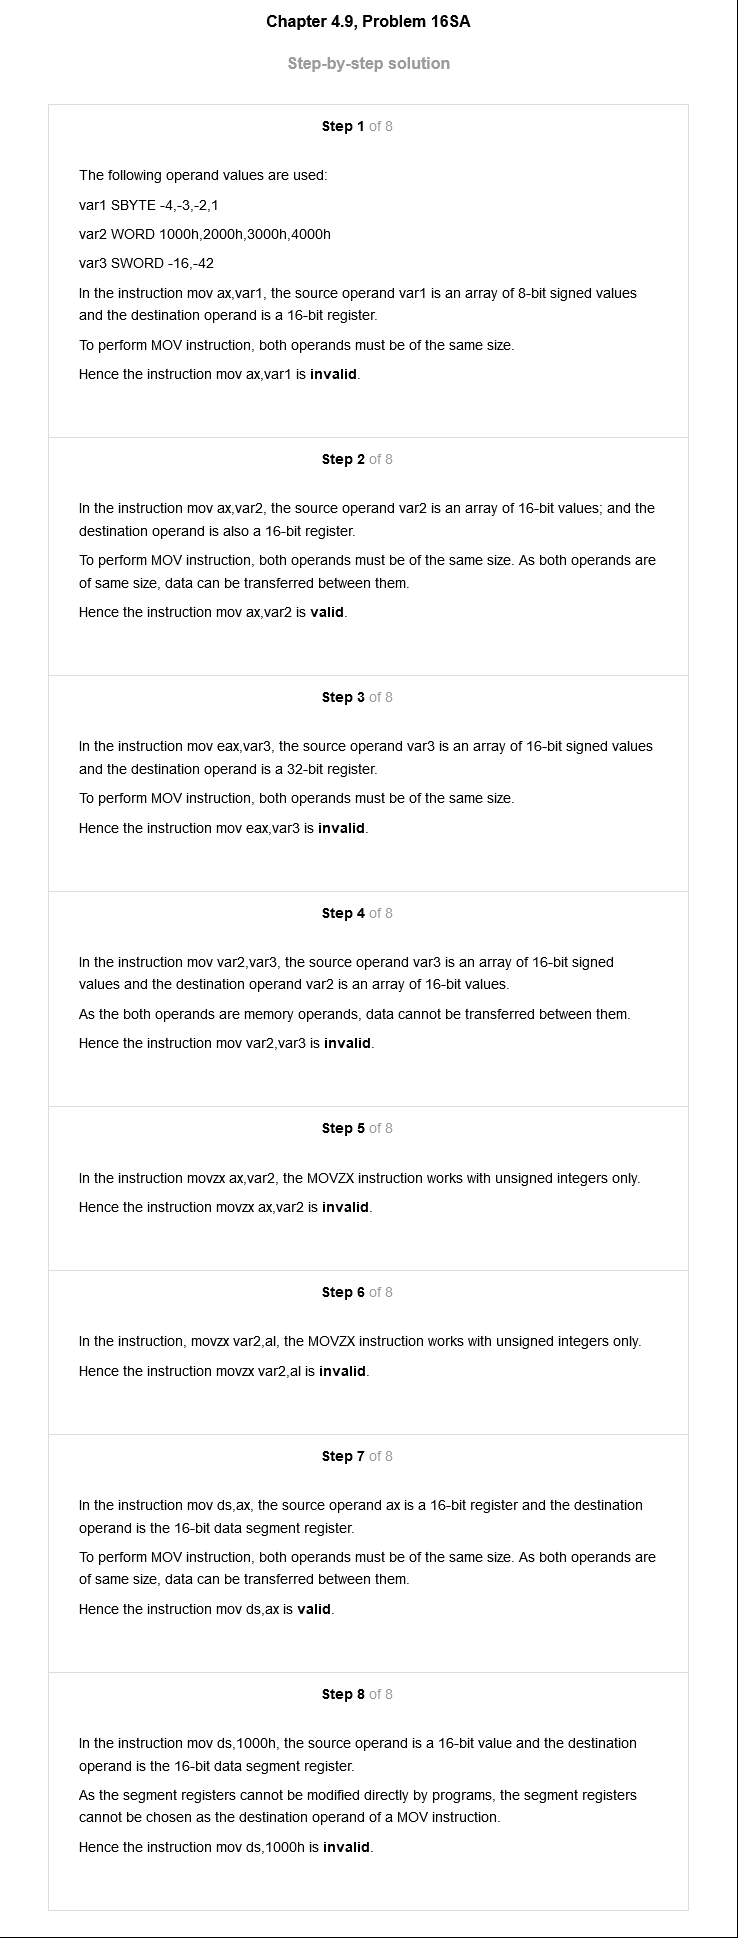 Chapter 4.9, Problem 16SA
Step-by-step solution
Step 1 of 8
The following operand values are used:
var1 SBYTE -4,-3,-2,1
var2 WORD 1000h,2000h,3000h,4000h
var3 SWORD -16,-42
In the instruction mov ax,var1, the source operand var1 is an array of 8-bit signed values
and the destination operand is a 16-bit register.
To perform MOV instruction, both operands must be of the same size.
Hence the instruction mov ax,var1 is invalid.
Step 2 of 8
In the instruction mov ax,var2, the source operand var2 is an array of 16-bit values; and the
destination operand is also a 16-bit register.
To perform MOV instruction, both operands must be of the same size. As both operands are
of same size, data can be transferred between them.
Hence the instruction mov ax,var2 is valid.
Step 3 of 8
In the instruction mov eax,var3, the source operand var3 is an array of 16-bit signed values
and the destination operand is a 32-bit register.
To perform MOV instruction, both operands must be of the same size.
Hence the instruction mov eax,var3 is invalid.
Step 4 of 8
In the instruction mov var2,var3, the source operand var3 is an array of 16-bit signed
values and the destination operand var2 is an array of 16-bit values.
As the both operands are memory operands, data cannot be transferred between them.
Hence the instruction mov var2,var3 is invalid.
Step 5 of 8
In the instruction movzx ax,var2, the MOVZX instruction works with unsigned integers only.
Hence the instruction movzx ax,var2 is invalid.
Step 6 of 8
In the instruction, movzx var2,al, the MOVZX instruction works with unsigned integers only.
Hence the instruction movzx var2,al is invalid.
Step 7 of 8
In the instruction mov ds,ax, the source operand ax is a 16-bit register and the destination
operand is the 16-bit data segment register.
To perform MOV instruction, both operands must be of the same size. As both operands are
of same size, data can be transferred between them.
Hence the instruction mov ds,ax is valid.
Step 8 of 8
In the instruction mov ds,1000h, the source operand is a 16-bit value and the destination
operand is the 16-bit data segment register.
As the segment registers cannot be modified directly by programs, the segment registers
cannot be chosen as the destination operand of a MOV instruction.
Hence the instruction mov ds,1000h is invalid.